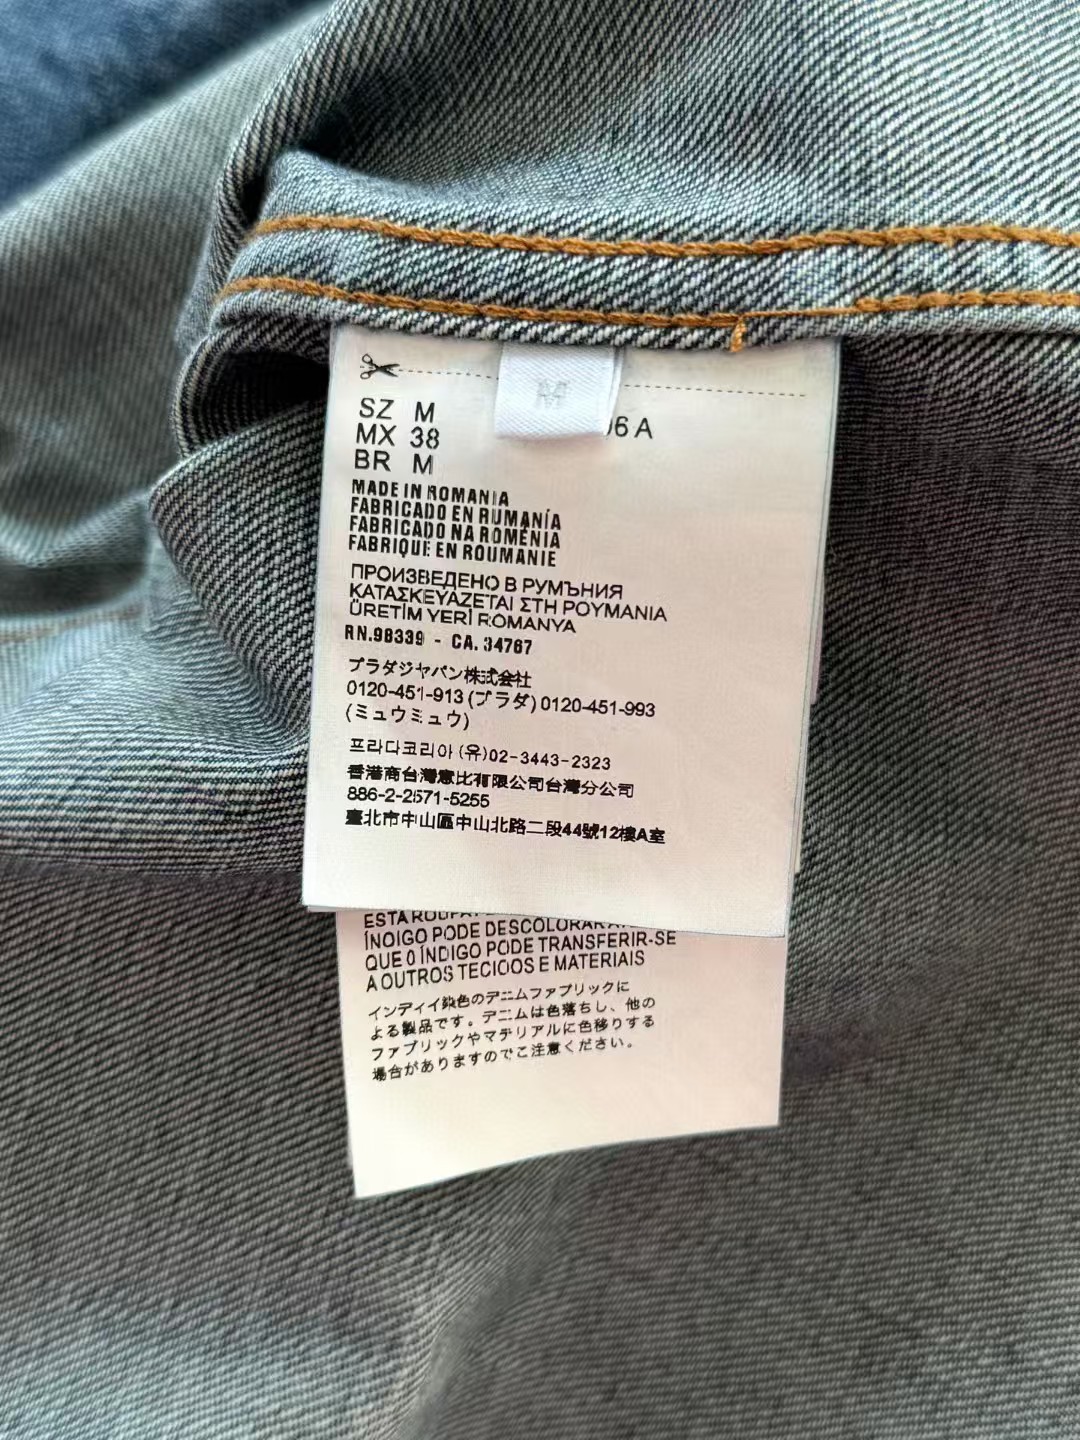 M
SZ M
MX 38
06 A
BR M
MADE IN ROMANIA
FABRICADO EN RUMANÍA
FABRICADO NA ROMÉNIA
FABRIQUÉ EN ROUMANIE
ПРОИЗВЕДЕНО В РУМЪНИЯ
ΚΑΤΑΣΚΕΥΑΖΕΤΑΙ ΣΤΗ ΡΟΥΜΑΝΙΑ
ÜRETİM YERİ ROMANYA
RN.98339 - CA. 34767
プラダジャパン株式会社
0120-451-913 (プラダ) 0120-451-993
(ミュウミュウ)
프라다코리아 (유)02-3443-2323
香港商台灣惠比有限公司台灣分公司
886-2-2571-5255
臺北市中山區中山北路二段44號12樓A室
ESTA
ÍNDIGO PODE DESCOLORAR
QUE O ÍNDIGO PODE TRANSFERIR-SE
A OUTROS TECIDOS E MATERIAIS
インディイ染色のデニムファブリックに
よる製品です。デニムは色落ちし、他の
ファブリックやマテリアルに色移りする
場合がありますのでご注意ください。